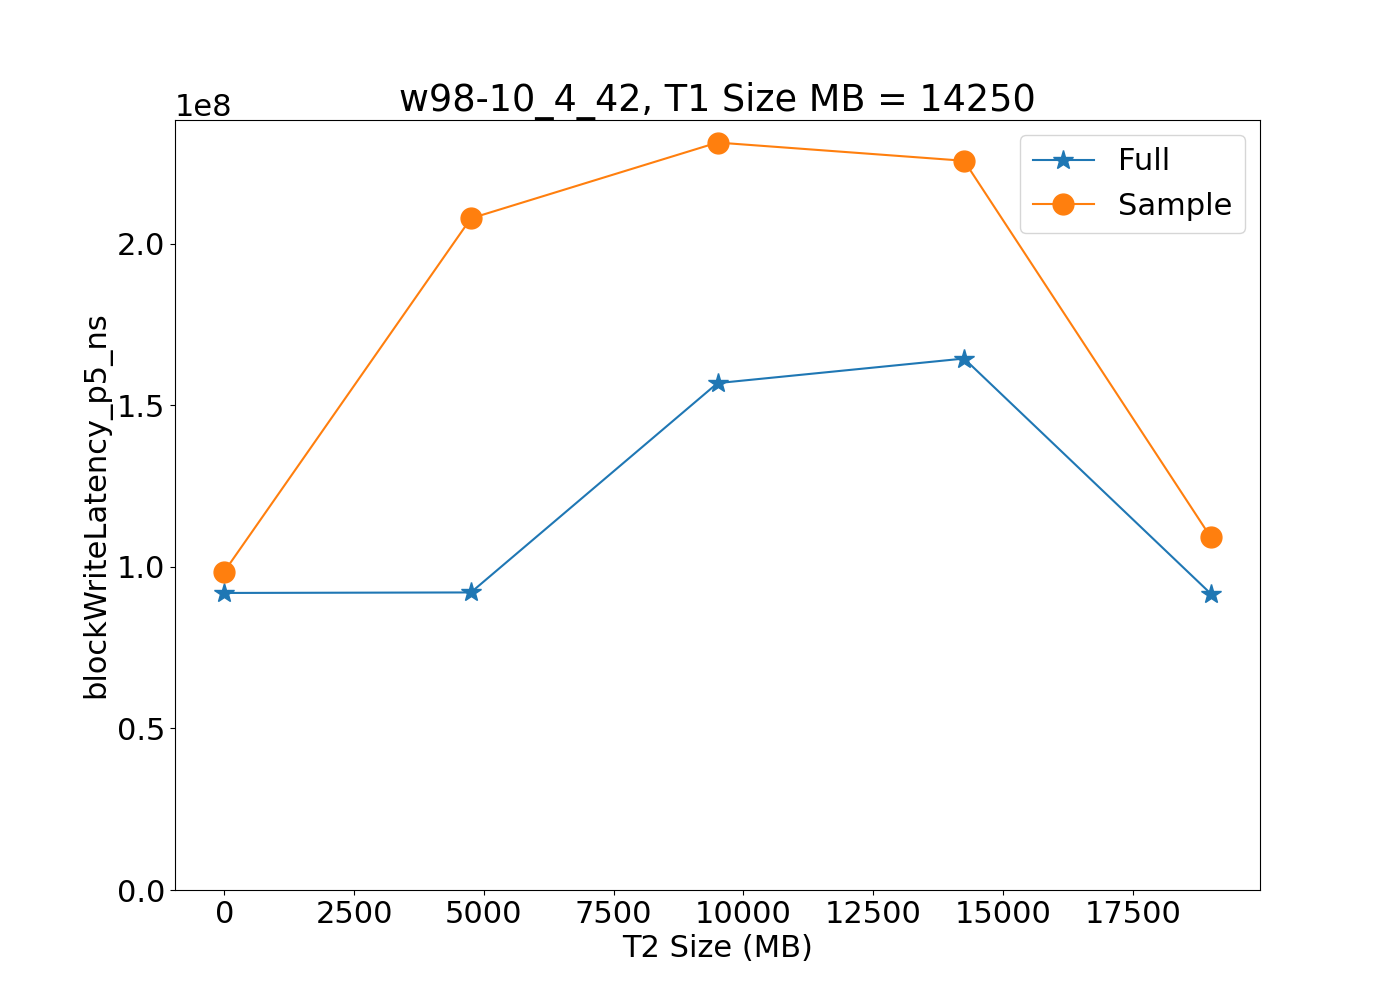 w98-10_4_42, T1 Size MB = 14250
1e8
Full
Sample
2.0
1.5
1.0
0.5
0.0
blockWriteLatency_p5_ns
0 2500 5000 7500 10000 12500 15000 17500
T2 Size (MB)